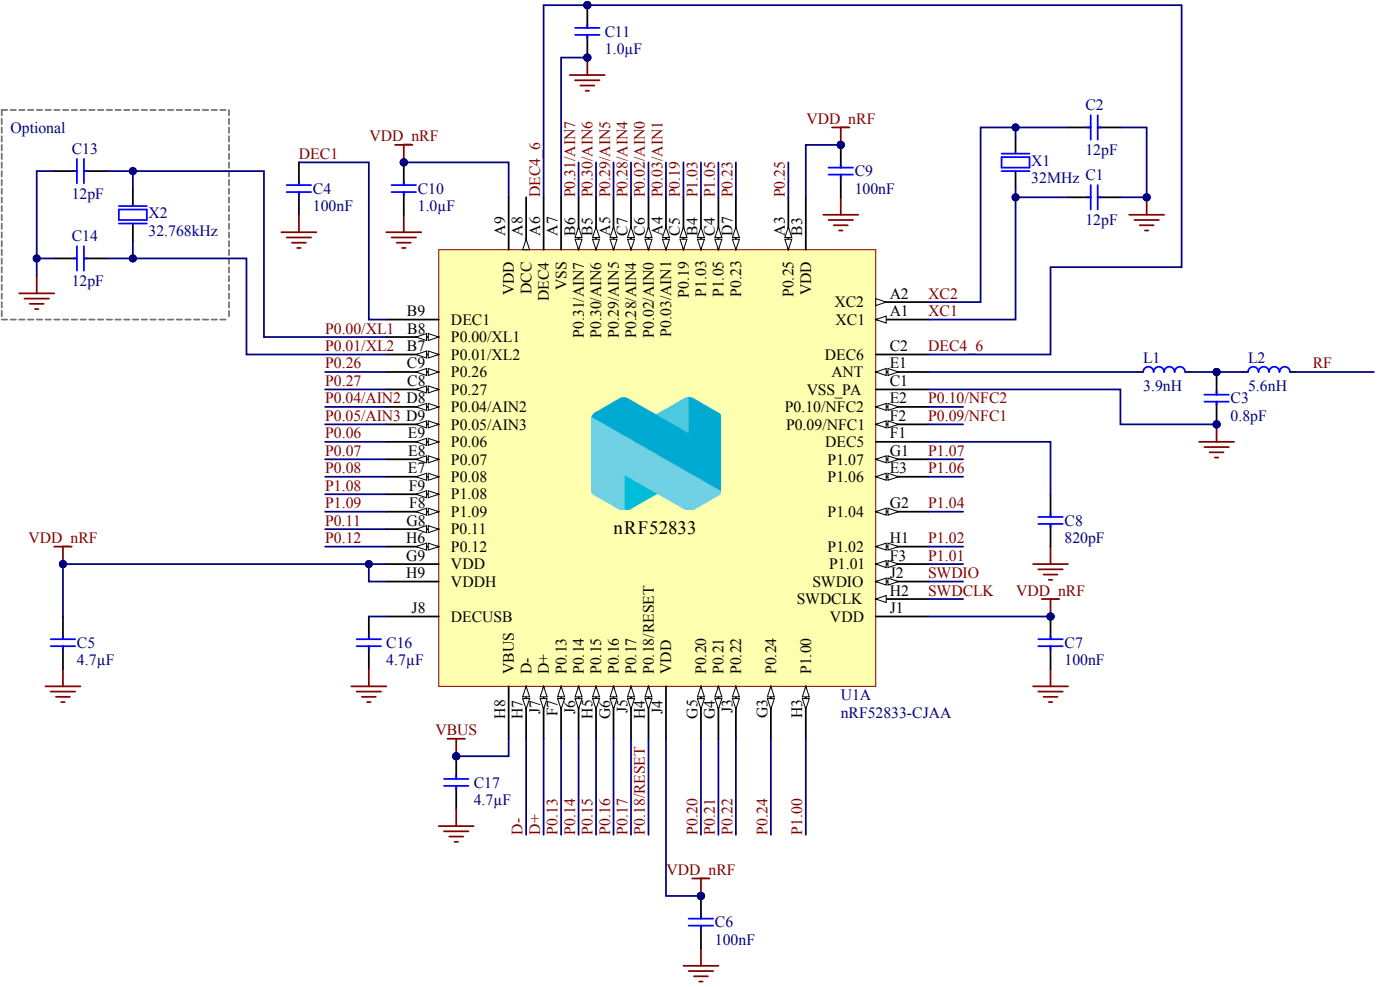 C11
1.0µF
Optional
C13
12pF
X2
32.768kHz
C14
12pF
DEC1
C4
100nF
VDD_nRF
C10
1.0µF
DEC4_6
P0.31/AIN7
P0.30/AIN6
P0.29/AIN5
P0.28/AIN4
P0.02/AIN0
P0.03/AIN1
P0.19
P1.03
P1.05
P0.23
P0.25
VDD_nRF
C9
100nF
C2
12pF
X1
32MHz
C1
12pF
A9
A8
A6
A7
B6
B5
A5
C7
C6
A4
C5
B4
C4
D7
A3
B3
VDD
DCC
DEC4
VSS
P0.31/AIN7
P0.30/AIN6
P0.29/AIN5
P0.28/AIN4
P0.02/AIN0
P0.03/AIN1
P0.19
P1.03
P1.05
P0.23
P0.25
VDD
B9 DEC1
P0.00/XL1 B8 P0.00/XL1
P0.01/XL2 B7 P0.01/XL2
P0.26 C9 P0.26
P0.27 C8 P0.27
P0.04/AIN2 D8 P0.04/AIN2
P0.05/AIN3 D9 P0.05/AIN3
P0.06 E9 P0.06
P0.07 E8 P0.07
P0.08 E7 P0.08
P1.08 F9 P1.08
P1.09 F8 P1.09
P0.11 G8 P0.11
P0.12 H6 P0.12
G9 VDD
H9 VDDH
J8 DECUSB
XC2 A2 XC2
XC1 A1 XC1
DEC6 C2 DEC4_6
ANT E1
VSS_PA C1
P0.10/NFC2 E2 P0.10/NFC2
P0.09/NFC1 F2 P0.09/NFC1
DEC5 F1
P1.07 G1 P1.07
P1.06 E3 P1.06
P1.04 G2 P1.04
P1.02 H1 P1.02
P1.01 F3 P1.01
SWDIO J2 SWDIO
SWDCLK H2 SWDCLK
VDD J1
L1
3.9nH
L2
5.6nH
RF
C3
0.8pF
C8
820pF
VDD_nRF
C7
100nF
nRF52833
VDD_nRF
C5
4.7µF
C16
4.7µF
VBUS
D-
D+
P0.13
P0.14
P0.15
P0.16
P0.17
P0.18/RESET
VDD
P0.20
P0.21
P0.22
P0.24
P1.00
H8
H7
J7
F7
J6
H5
G6
J5
H4
J4
G5
G4
J3
G3
H3
U1A
nRF52833-CJAA
VBUS
C17
4.7µF
D-
D+
P0.13
P0.14
P0.15
P0.16
P0.17
P0.18/RESET
P0.20
P0.21
P0.22
P0.24
P1.00
VDD_nRF
C6
100nF